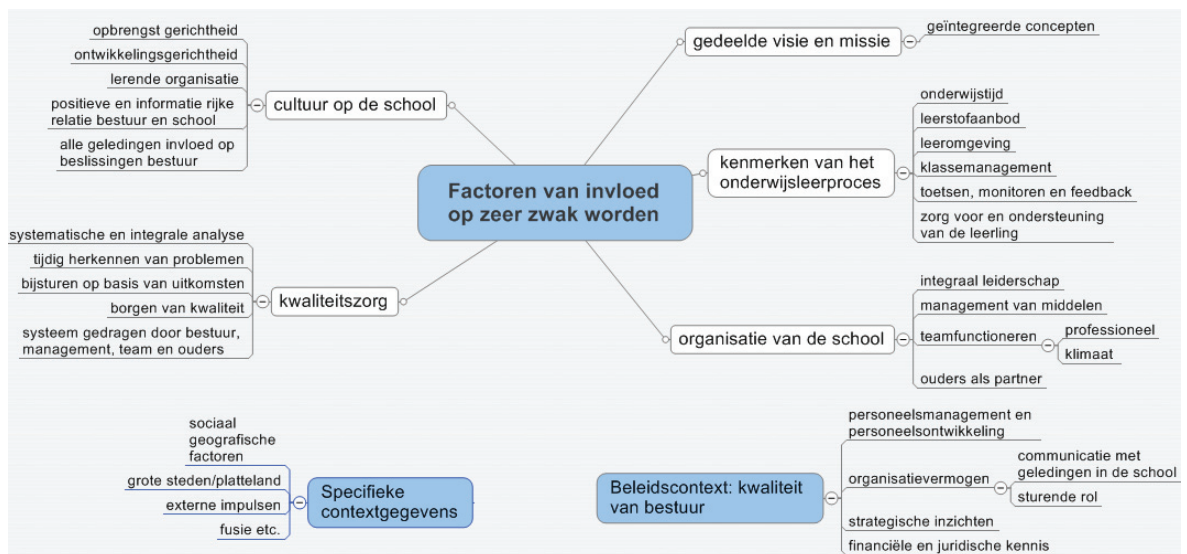 Factoren van invloed
op zeer zwak worden
gedeelde visie en missie
geïntegreerde concepten
kenmerken van het
onderwijsleerproces
onderwijstijd
leerstofaanbod
leeromgeving
klassemanagement
toetsen, monitoren en feedback
zorg voor en ondersteuning
van de leerling
organisatie van de school
integraal leiderschap
management van middelen
teamfunctioneren
professioneel
klimaat
ouders als partner
cultuur op de school
opbrengst gerichtheid
ontwikkelingsgerichtheid
lerende organisatie
positieve en informatie rijke
relatie bestuur en school
alle geledingen invloed op
beslissingen bestuur
kwaliteitszorg
systematische en integrale analyse
tijdig herkennen van problemen
bijsturen op basis van uitkomsten
borgen van kwaliteit
systeem gedragen door bestuur,
management, team en ouders
Specifieke
contextgegevens
sociaal
geografische
factoren
grote steden/platteland
externe impulsen
fusie etc.
Beleidscontext: kwaliteit
van bestuur
personeelsmanagement en
personeelsontwikkeling
organisatievermogen
communicatie met
geledingen in de school
sturende rol
strategische inzichten
financiële en juridische kennis